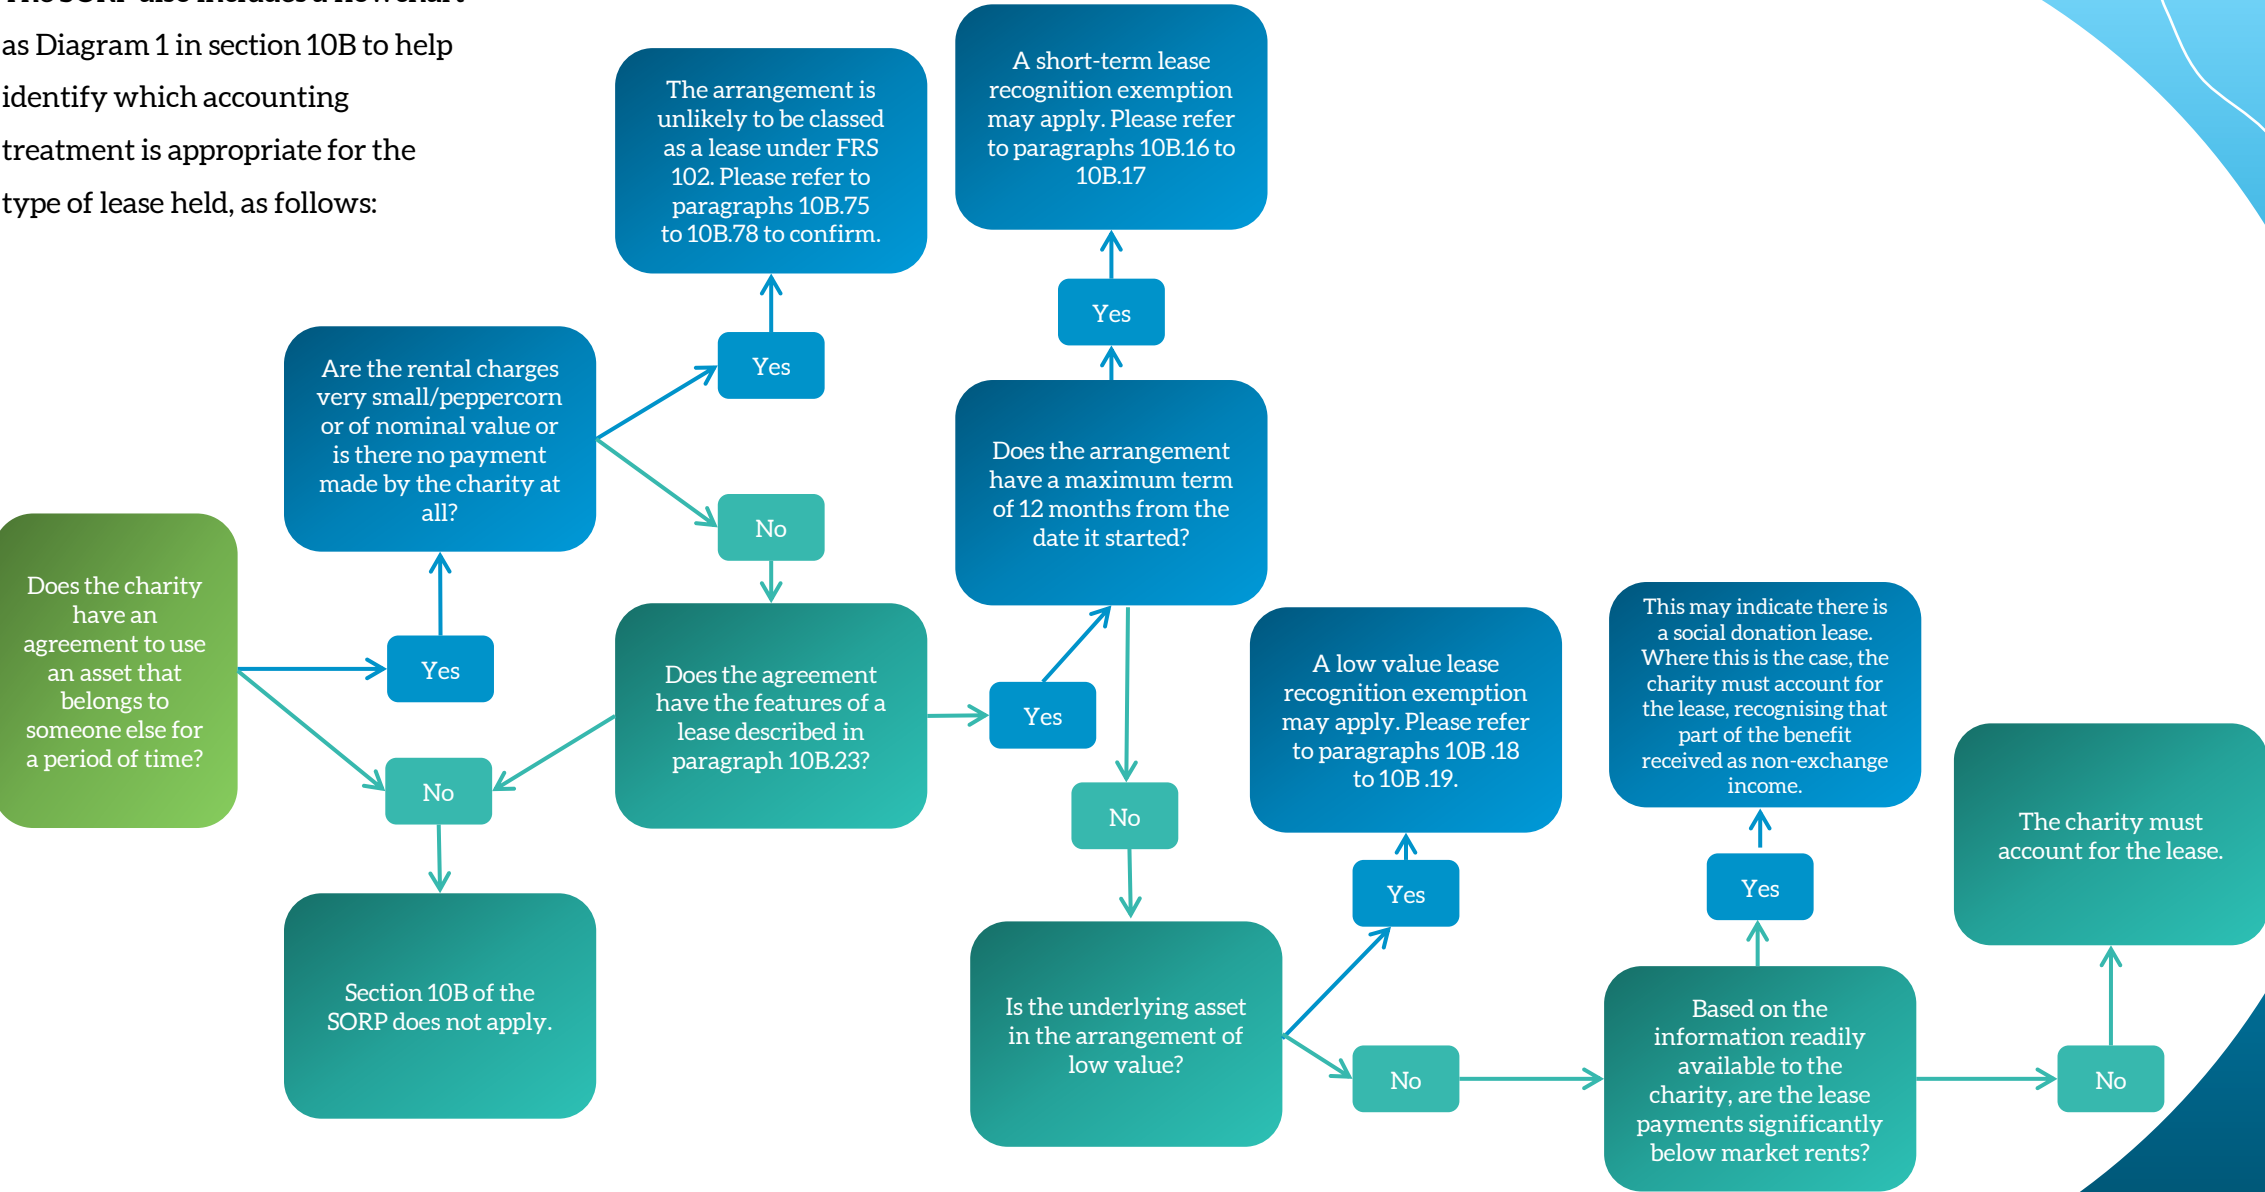 The SORP also includes a flowchart
as Diagram 1 in section 10B to help
identify which accounting
treatment is appropriate for the
type of lease held, as follows:
Does the charity
have an
agreement to use
an asset that
belongs to
someone else for
a period of time?
Yes
No
Section 10B of the
SORP does not apply.
Are the rental charges
very small/peppercorn
or of nominal value or
is there no payment
made by the charity at
all?
Yes
The arrangement is
unlikely to be classed
as a lease under FRS
102. Please refer to
paragraphs 10B.75
to 10B.78 to confirm.
No
Does the agreement
have the features of a
lease described in
paragraph 10B.23?
Yes
Does the arrangement
have a maximum term
of 12 months from the
date it started?
Yes
A short-term lease
recognition exemption
may apply. Please refer
to paragraphs 10B.16 to
10B.17
No
Is the underlying asset
in the arrangement of
low value?
Yes
A low value lease
recognition exemption
may apply. Please refer
to paragraphs 10B .18
to 10B .19.
No
Based on the
information readily
available to the
charity, are the lease
payments significantly
below market rents?
Yes
This may indicate there is
a social donation lease.
Where this is the case, the
charity must account for
the lease, recognising that
part of the benefit
received as non-exchange
income.
No
The charity must
account for the lease.